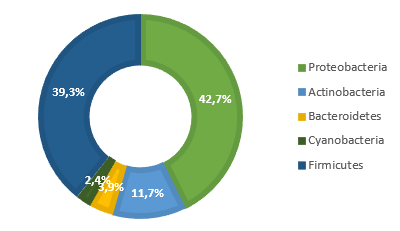 39,3%
42,7%
2,4%
3,9%
11,7%
Proteobacteria
Actinobacteria
Bacteroidetes
Cyanobacteria
Firmicutes